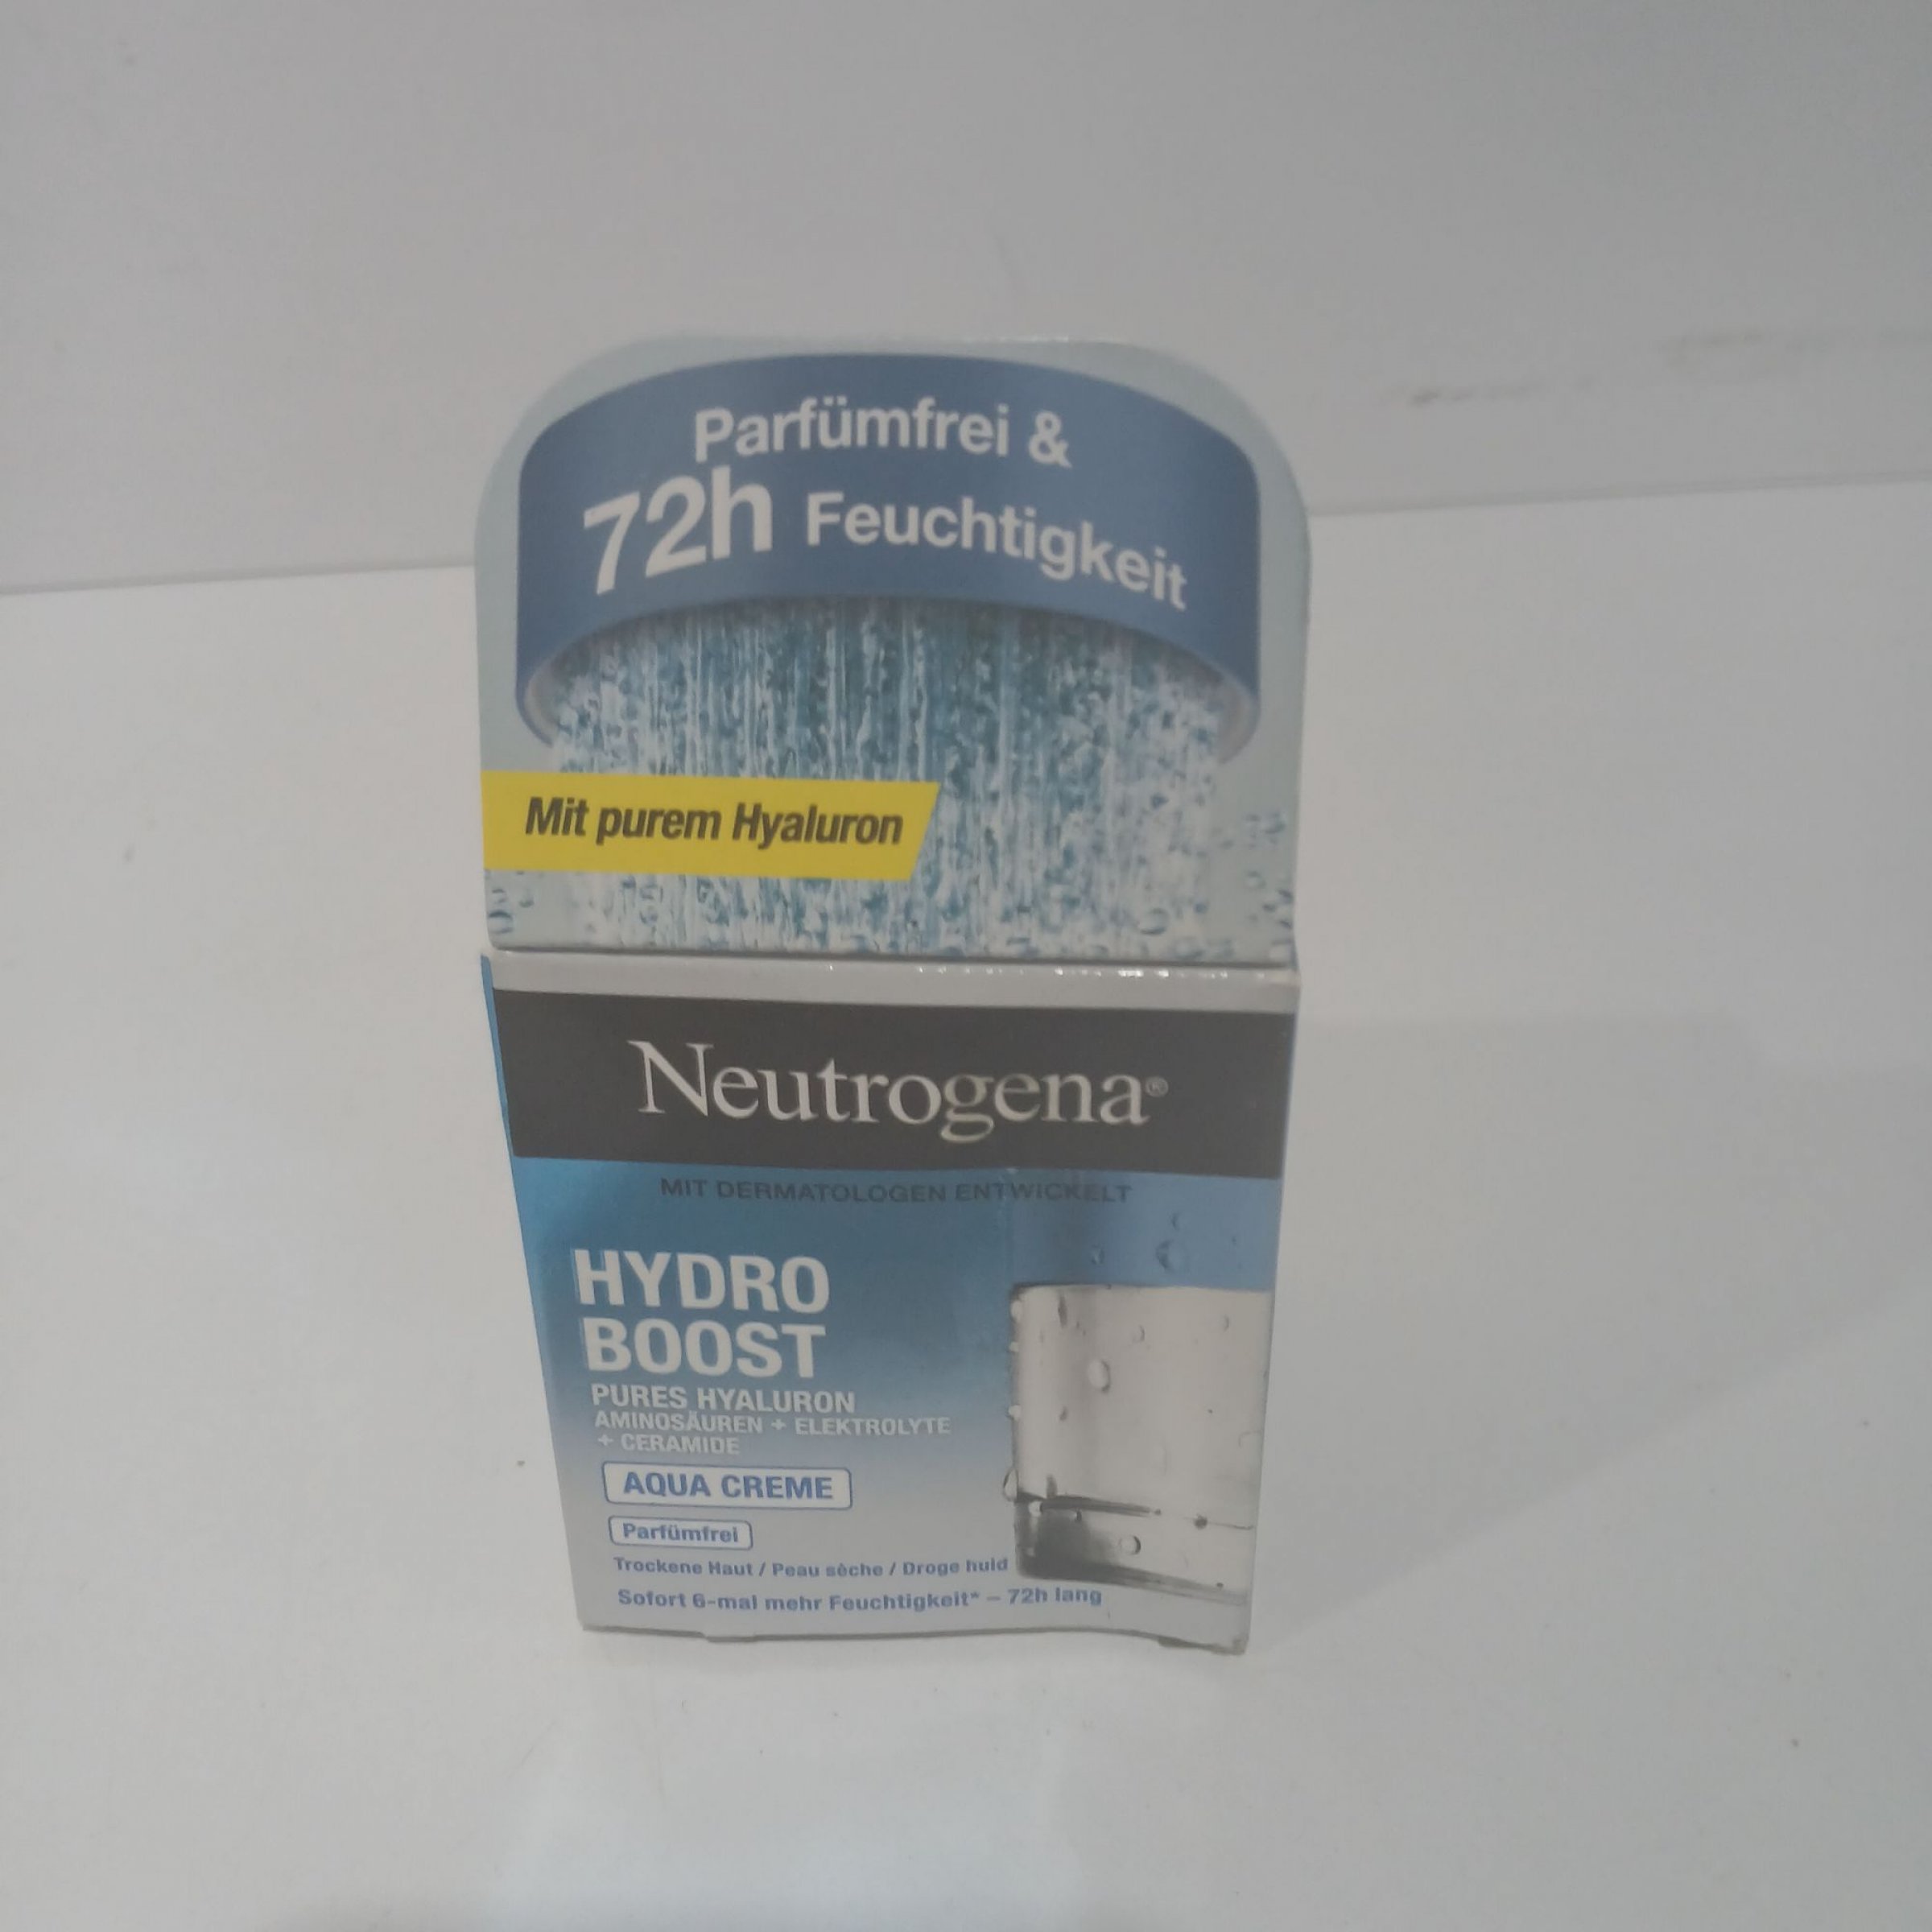 Parfümfrei &
72h Feuchtigkeit
Mit purem Hyaluron
Neutrogena®
MIT DERMATOLOGEN ENTWICKELT
HYDRO
BOOST
PURES HYALURON
AMINOSÄUREN + ELEKTROLYTE
+ CERAMIDE
AQUA CREME
Parfümfrei
Trockene Haut / Peau sèche / Droge huid
Sofort 6-mal mehr Feuchtigkeit* – 72h lang